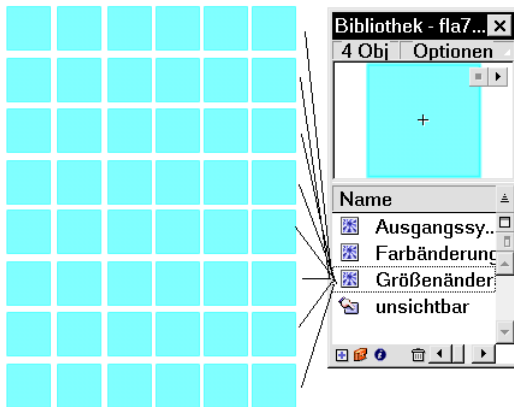 Bibliothek - fla7...
4 Obj Optionen
Name
Ausgangssy..
Farbänderung
Größenänder
unsichtbar